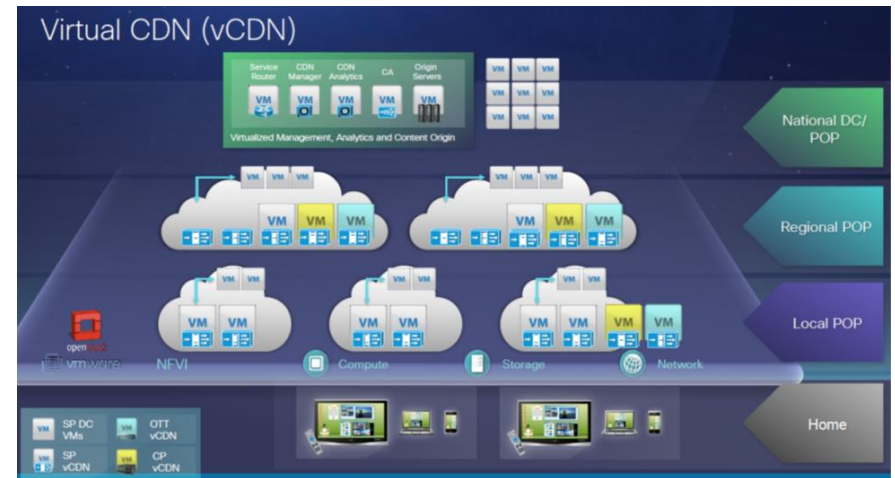 Virtual CDN (vCDN)
Service Router
CDN Manager
CDN Analytics
CA
Origin Servers
VM VM VM VM VM
Virtualized Management, Analytics and Content Origin
VM VM VM
VM VM VM
VM VM VM
National DC/
POP
VM VM VM
VM VM VM
VM VM VM
VM VM VM
Regional POP
VM VM
VM VM
VM VM
VM VM
VM VM
VM VM VM VM
Local POP
open
vmware
NFVI
Compute
Storage
Network
Home
VM SP DC
VMs
VM OTT
vCDN
VM SP
vCDN
VM CP
vCDN